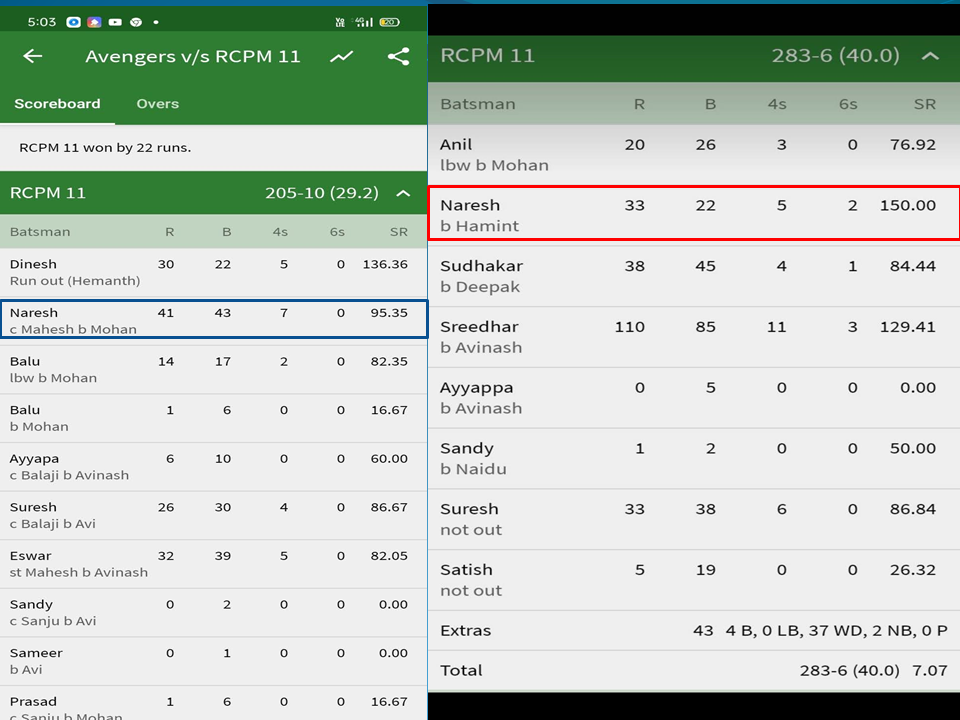 5:03
Vo LTE 4G 20
Avengers v/s RCPM 11
Scoreboard Overs
RCPM 11 won by 22 runs.
RCPM 11 205-10 (29.2)
Batsman R B 4s 6s SR
Dinesh 30 22 5 0 136.36
Run out (Hemanth)
Naresh 41 43 7 0 95.35
c Mahesh b Mohan
Balu 14 17 2 0 82.35
lbw b Mohan
Balu 1 6 0 0 16.67
b Mohan
Ayyapa 6 10 0 0 60.00
c Balaji b Avinash
Suresh 26 30 4 0 86.67
c Balaji b Avi
Eswar 32 39 5 0 82.05
st Mahesh b Avinash
Sandy 0 2 0 0 0.00
c Sanju b Avi
Sameer 0 1 0 0 0.00
b Avi
Prasad 1 6 0 0 16.67
c Sanju b Mohan
RCPM 11 283-6 (40.0)
Batsman R B 4s 6s SR
Anil 20 26 3 0 76.92
lbw b Mohan
Naresh 33 22 5 2 150.00
b Hamint
Sudhakar 38 45 4 1 84.44
b Deepak
Sreedhar 110 85 11 3 129.41
b Avinash
Ayyappa 0 5 0 0 0.00
b Avinash
Sandy 1 2 0 0 50.00
b Naidu
Suresh 33 38 6 0 86.84
not out
Satish 5 19 0 0 26.32
not out
Extras 43 4 B, 0 LB, 37 WD, 2 NB, 0 P
Total 283-6 (40.0) 7.07